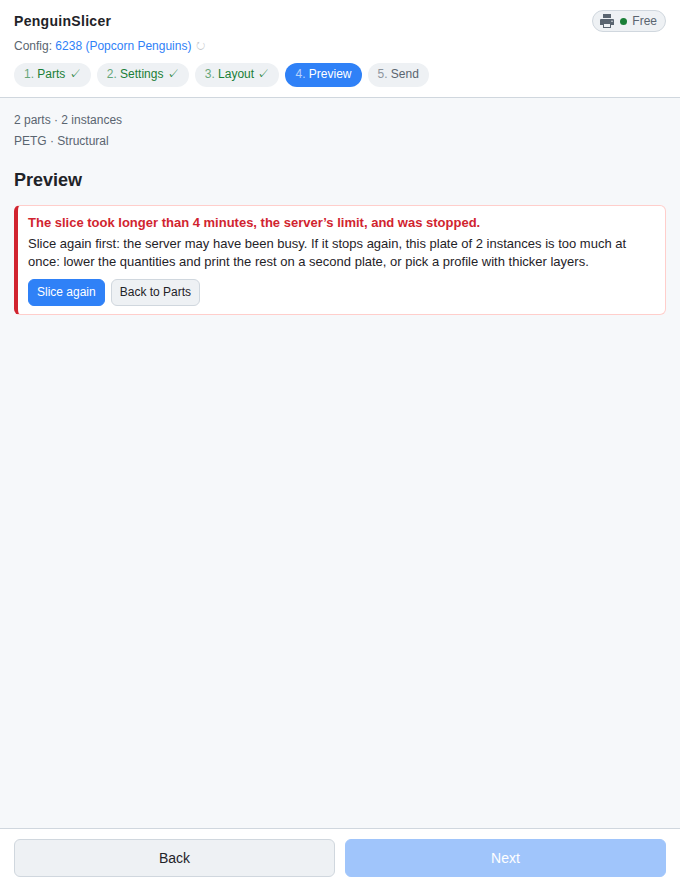 PenguinSlicer
Free
Config: 6238 (Popcorn Penguins)
1. Parts ✓ 2. Settings ✓ 3. Layout ✓ 4. Preview 5. Send
2 parts · 2 instances
PETG · Structural
Preview
The slice took longer than 4 minutes, the server’s limit, and was stopped.
Slice again first: the server may have been busy. If it stops again, this plate of 2 instances is too much at
once: lower the quantities and print the rest on a second plate, or pick a profile with thicker layers.
Slice again Back to Parts
Back Next